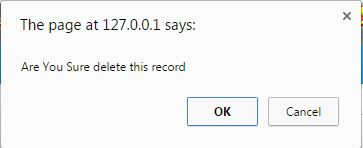 The page at 127.0.0.1 says:
Are You Sure delete this record
OK
Cancel